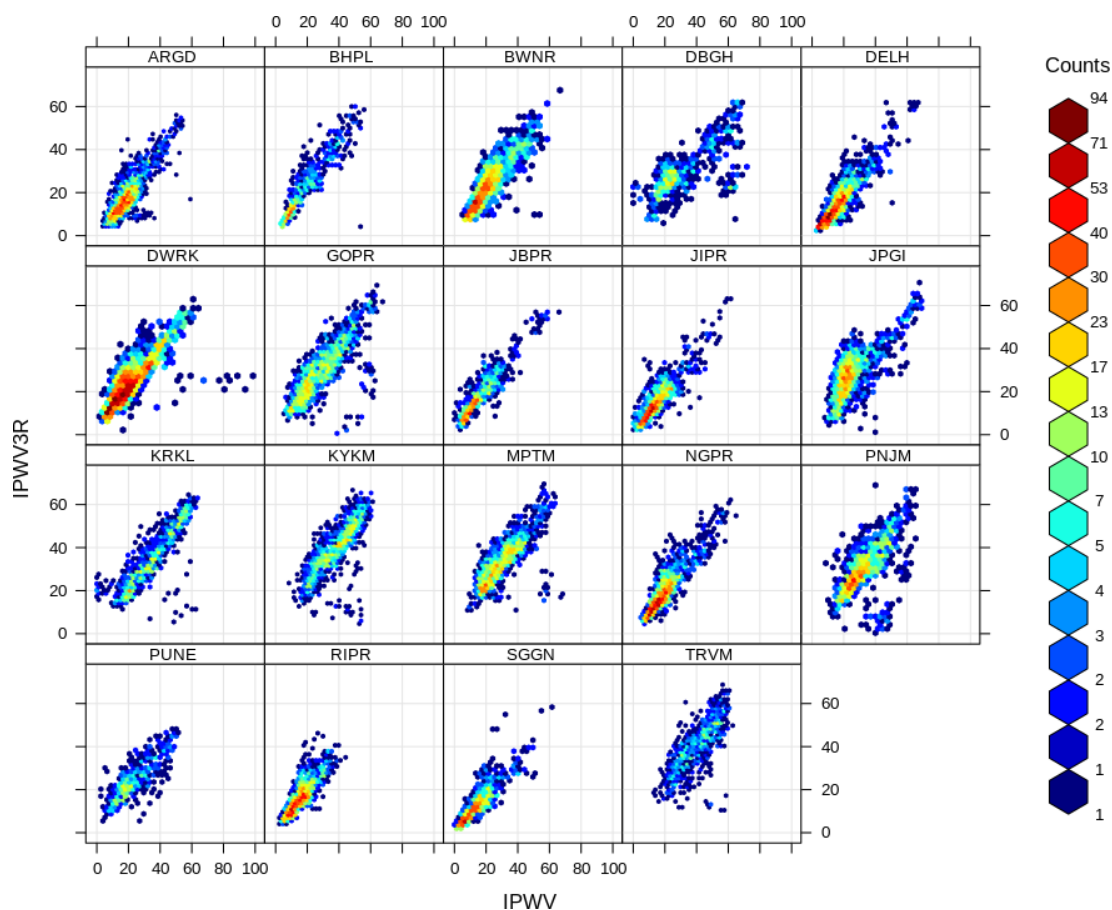 0 20 40 60 80 100 0 20 40 60 80 100
ARGD BHPL BWNR DBGH DELH
0 20 40 60
DWRK GOPR JBPR JIPR JPGI
0 20 40 60
KRKL KYKM MPTM NGPR PNJM
0 20 40 60
PUNE RIPR SGGN TRVM
0 20 40 60
0 20 40 60 80 100 0 20 40 60 80 100
IPWV
IPWV3R
Counts
94
71
53
40
30
23
17
13
10
7
5
4
3
2
2
1
1